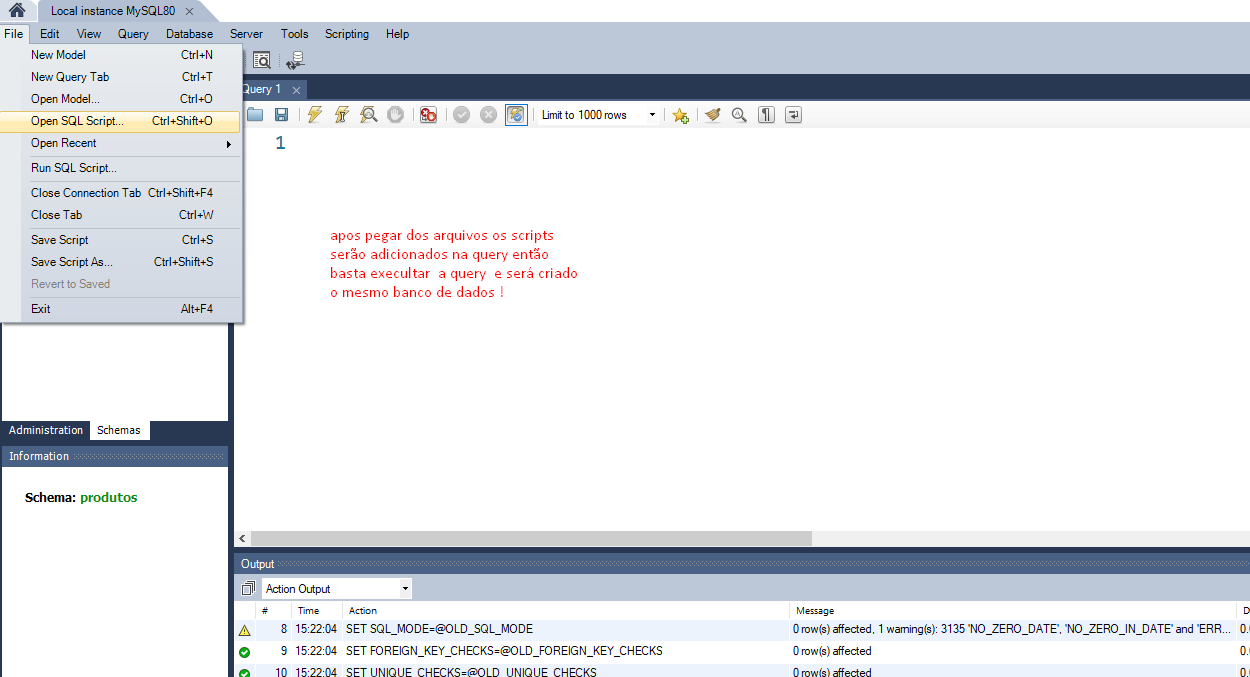 Local instance MySQL80
File Edit View Query Database Server Tools Scripting Help
New Model Ctrl+N
New Query Tab Ctrl+T
Open Model... Ctrl+O
Open SQL Script... Ctrl+Shift+O
Open Recent
Run SQL Script...
Close Connection Tab Ctrl+Shift+F4
Close Tab Ctrl+W
Save Script Ctrl+S
Save Script As... Ctrl+Shift+S
Revert to Saved
Exit Alt+F4
Query 1
Limit to 1000 rows
1
apos pegar dos arquivos os scripts
serão adicionados na query então
basta execultar a query e será criado
o mesmo banco de dados !
Administration Schemas
Information
Schema: produtos
Output
Action Output
# Time Action Message D
8 15:22:04 SET SQL_MODE=@OLD_SQL_MODE 0 row(s) affected, 1 warning(s): 3135 'NO_ZERO_DATE', 'NO_ZERO_IN_DATE' and 'ERR... 0.
9 15:22:04 SET FOREIGN_KEY_CHECKS=@OLD_FOREIGN_KEY_CHECKS 0 row(s) affected 0.
10 15:22:04 SET UNIQUE_CHECKS=@OLD_UNIQUE_CHECKS 0 row(s) affected 0.